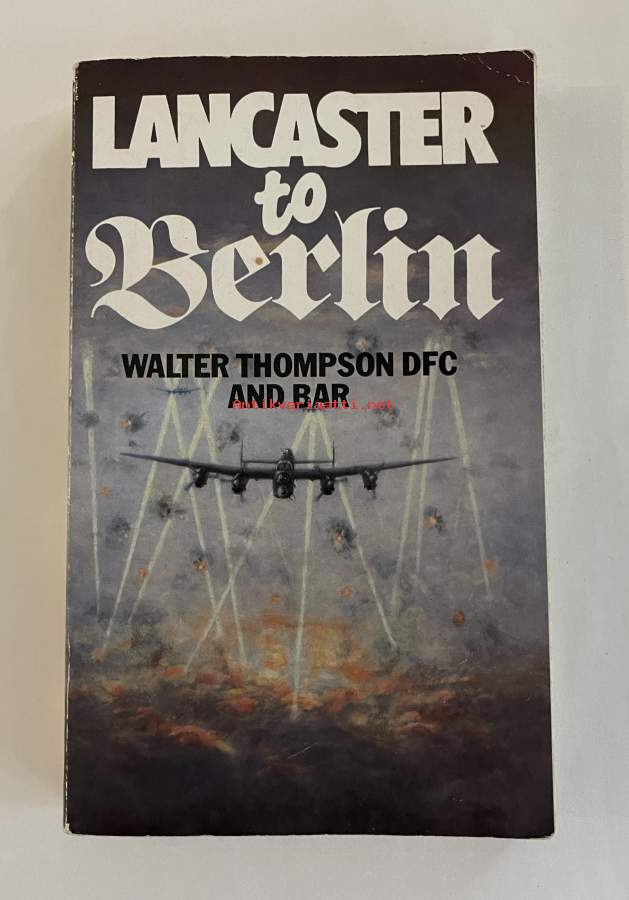 LANCASTER
to
Berlin
WALTER THOMPSON DFC
AND BAR
Antikvariaatti.net